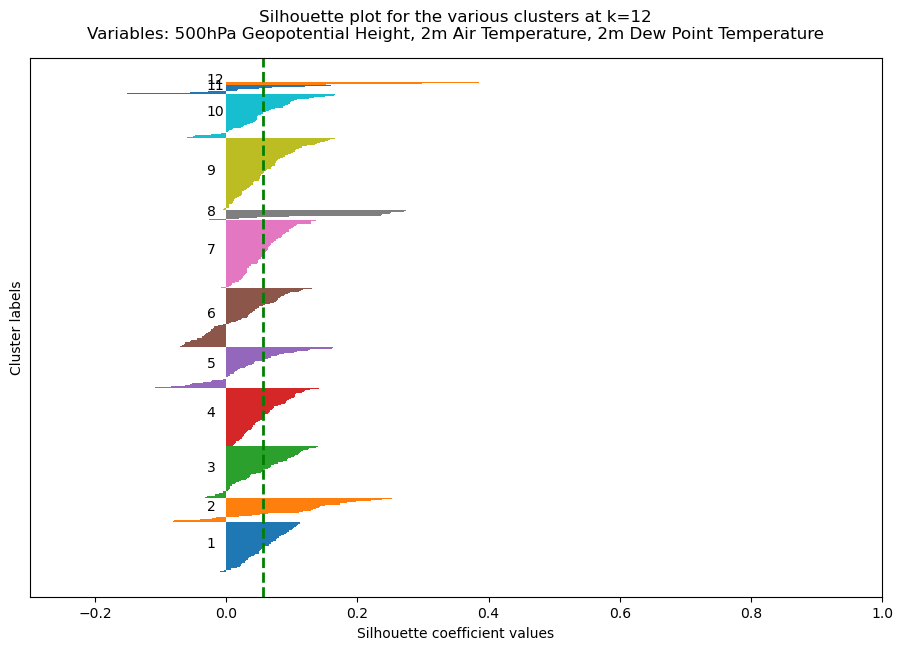 Silhouette plot for the various clusters at k=12
Variables: 500hPa Geopotential Height, 2m Air Temperature, 2m Dew Point Temperature
12
11
10
9
8
7
6
5
4
3
2
1
Cluster labels
−0.2 0.0 0.2 0.4 0.6 0.8 1.0
Silhouette coefficient values